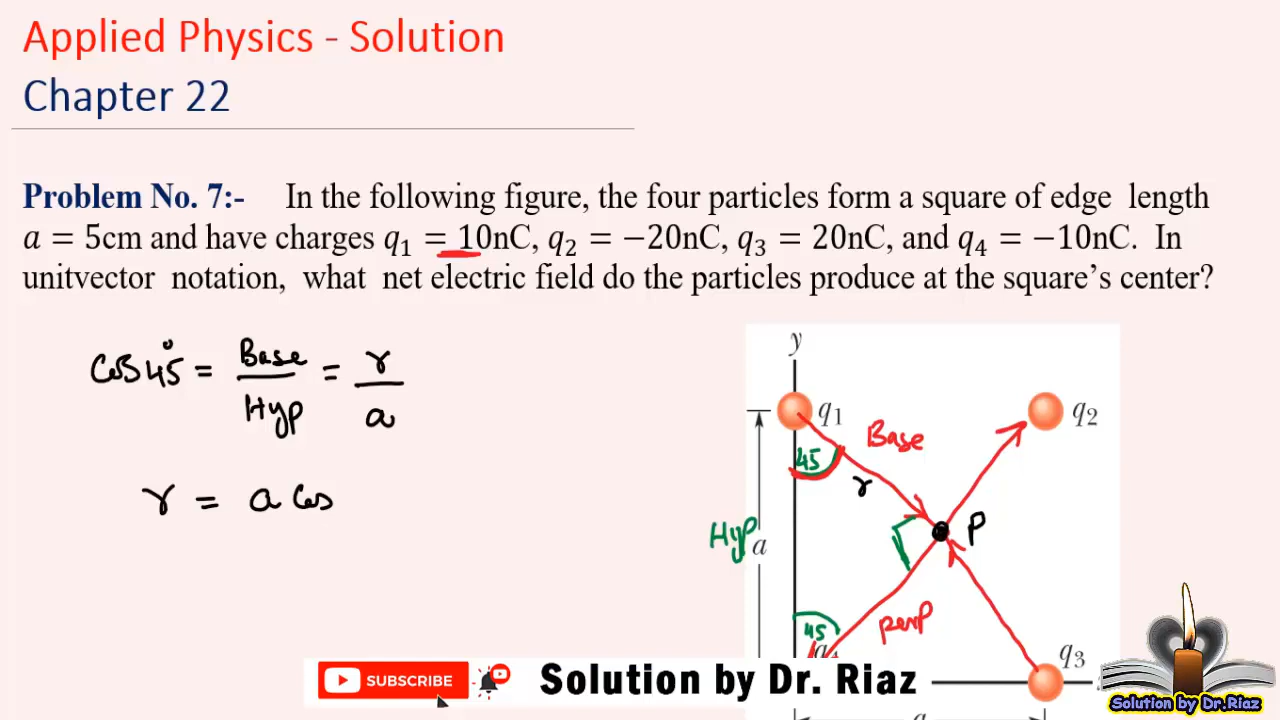 Applied Physics - Solution
Chapter 22
Problem No. 7:- In the following figure, the four particles form a square of edge length
a = 5cm and have charges q₁ = 10nC, q₂ = −20nC, q₃ = 20nC, and q₄ = −10nC. In
unitvector notation, what net electric field do the particles produce at the square's center?
Cos 45° = Base / Hyp = r / a
r = a Cos
y
q₁
q₂
Base
45
r
Hyp
a
P
45
perp
q₃
SUBSCRIBE
Solution by Dr. Riaz
Solution by Dr.Riaz
a